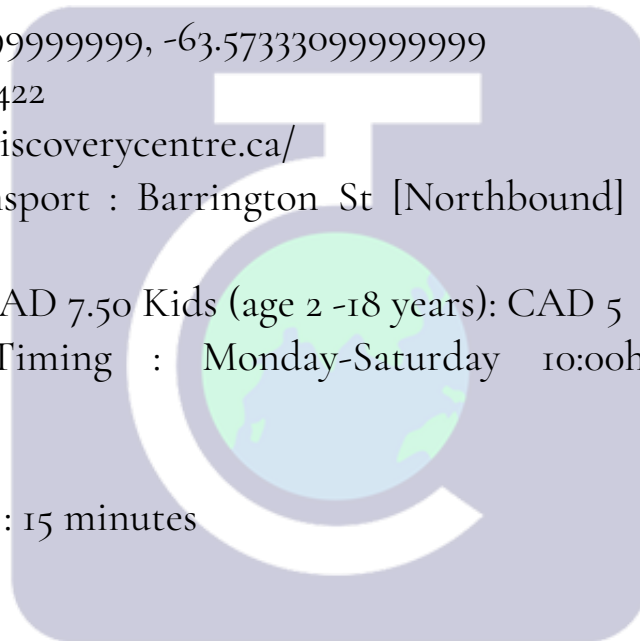 99999999, -63.57333099999999
422
iscoverycentre.ca/
nsport : Barrington St [Northbound]
AD 7.50 Kids (age 2 -18 years): CAD 5
Timing : Monday-Saturday 10:00h
: 15 minutes